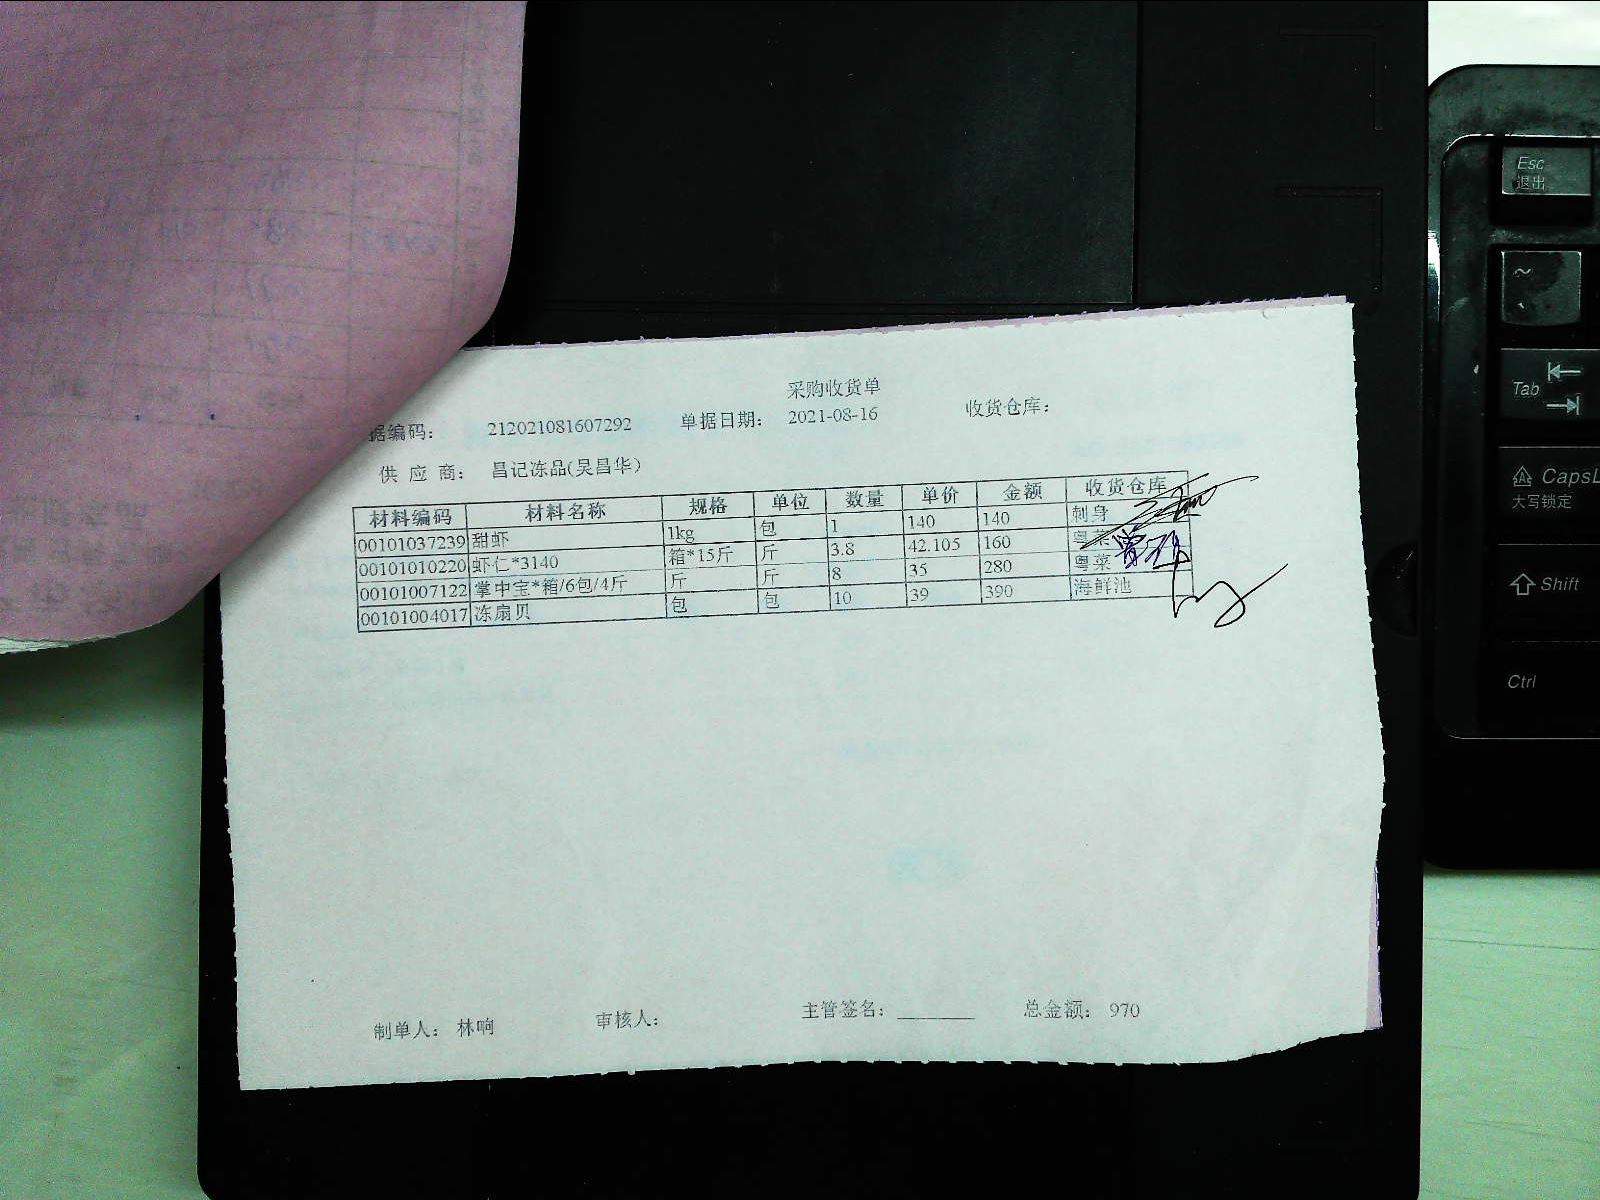 采购收货单
据编码： 212021081607292 单据日期： 2021-08-16 收货仓库：
供 应 商： 昌记冻品(吴昌华)
材料编码 材料名称 规格 单位 数量 单价 金额 收货仓库
00101037239 甜虾 1kg 包 1 140 140 刺身
00101010220 虾仁*3140 箱*15斤 斤 3.8 42.105 160 粤菜
00101007122 掌中宝*箱/6包/4斤 斤 斤 8 35 280 粤菜
00101004017 冻扇贝 包 包 10 39 390 海鲜池
制单人： 林响 审核人： 主管签名： 总金额： 970
Esc
退出
~
Tab
CapsL
大写锁定
Shift
Ctrl